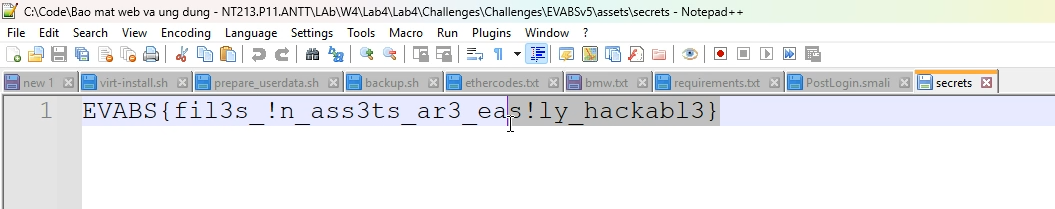 C:\Code\Bao mat web va ung dung - NT213.P11.ANTT\LAb\W4\Lab4\Lab4\Challenges\Challenges\EVABSv5\assets\secrets - Notepad++
File Edit Search View Encoding Language Settings Tools Macro Run Plugins Window ?
new 1 virt-install.sh prepare_userdata.sh backup.sh ethercodes.txt bmw.txt requirements.txt PostLogin.smali secrets
1 EVABS{fil3s_!n_ass3ts_ar3_eas!ly_hackabl3}